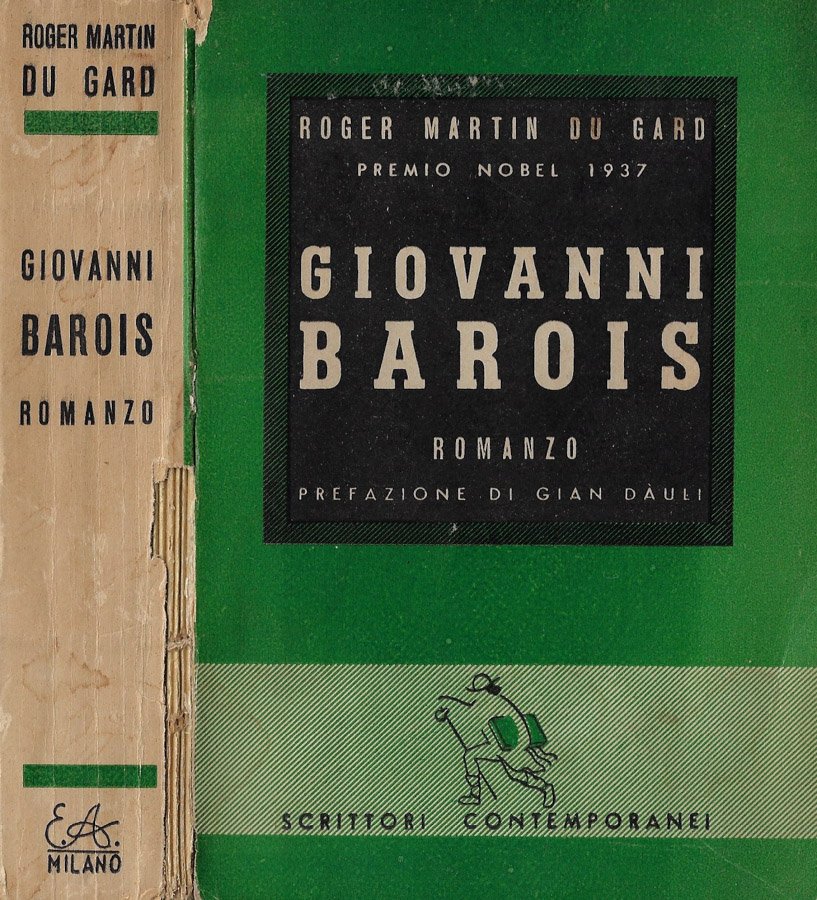 ROGER MARTIN
DU GARD
GIOVANNI
BAROIS
ROMANZO
E.A.
MILANO
ROGER MARTIN DU GARD
PREMIO NOBEL 1937
GIOVANNI
BAROIS
ROMANZO
PREFAZIONE DI GIAN DÀULI
SCRITTORI CONTEMPORANEI